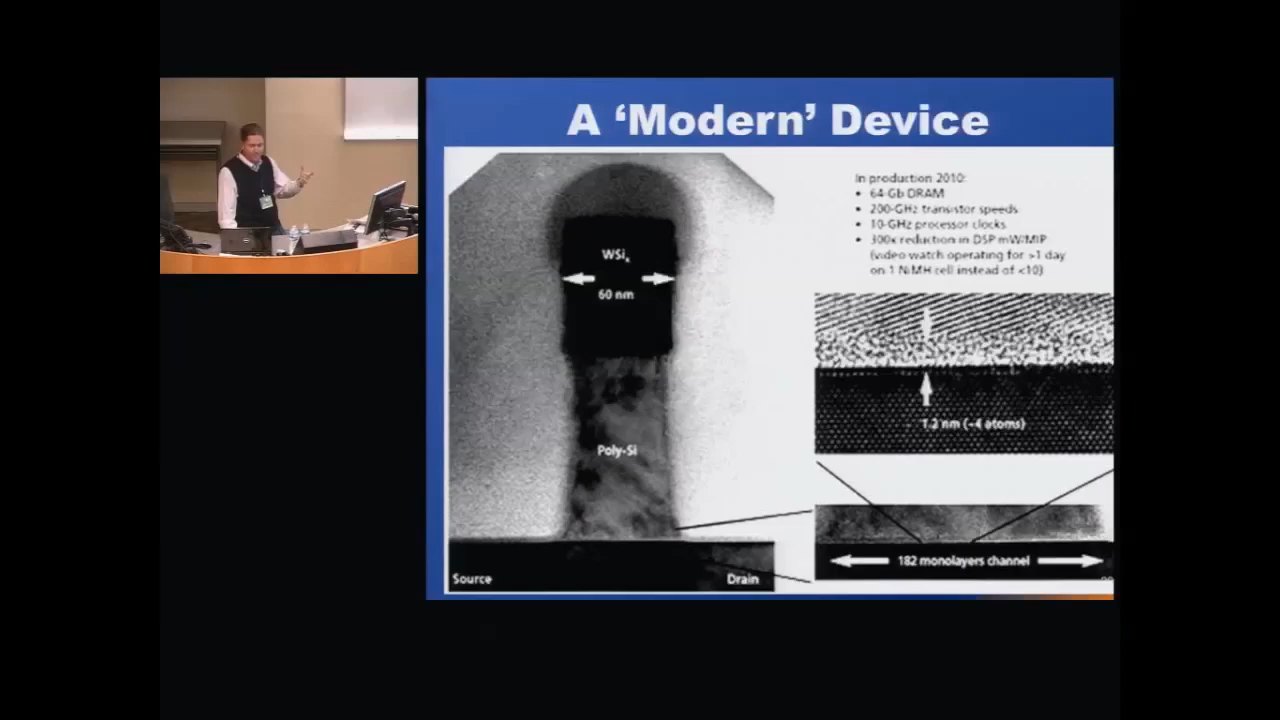 A ‘Modern’ Device
In production 2010:
• 64-Gb DRAM
• 200-GHz transistor speeds
• 10-GHz processor clocks
• 300x reduction in DSP mW/MIP
(video watch operating for >1 day
on 1 NiMH cell instead of <10)
WSiₓ
60 nm
Poly-Si
Source
Drain
1.2 nm (~4 atoms)
182 monolayers channel